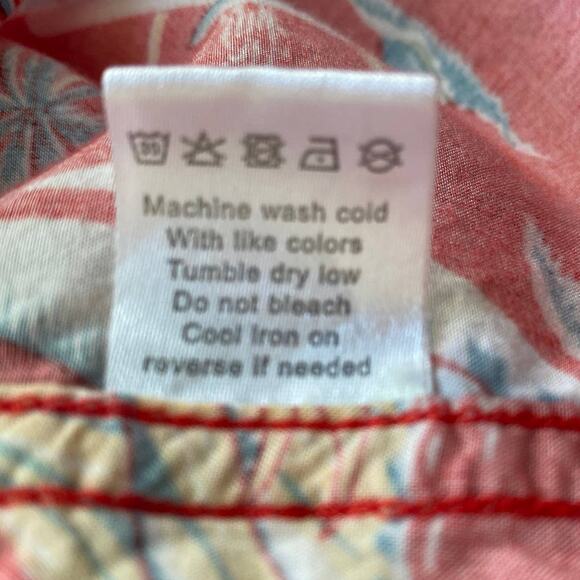 Machine wash cold
With like colors
Tumble dry low
Do not bleach
Cool Iron on
reverse if needed